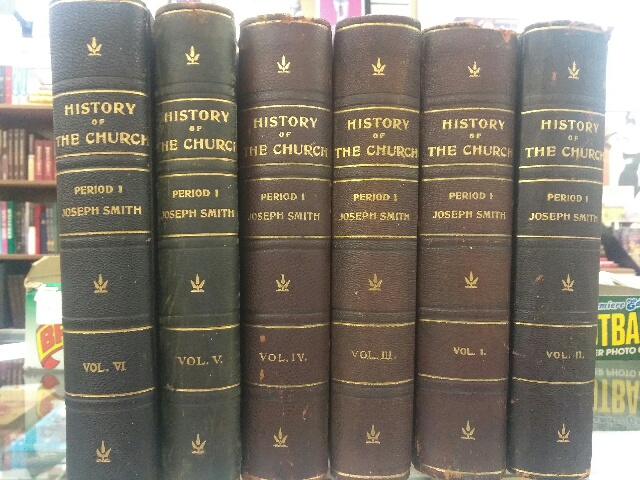 HISTORY
OF
THE CHURCH
PERIOD I
JOSEPH SMITH
VOL. VI
HISTORY
OF
THE CHURCH
PERIOD I
JOSEPH SMITH
VOL. V.
HISTORY
OF
THE CHURCH
PERIOD I
JOSEPH SMITH
VOL. IV.
HISTORY
OF
THE CHURCH
PERIOD I
JOSEPH SMITH
VOL. III.
HISTORY
OF
THE CHURCH
PERIOD I
JOSEPH SMITH
VOL. I.
HISTORY
OF
THE CHURCH
PERIOD I
JOSEPH SMITH
VOL. II.